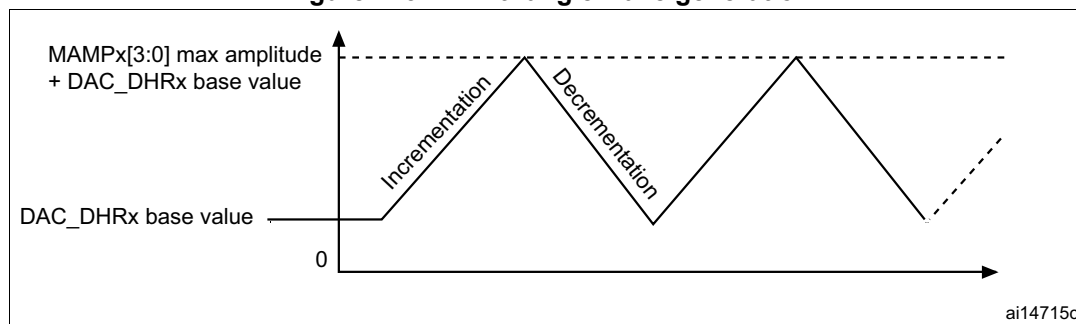 MAMPx[3:0] max amplitude
+ DAC_DHRx base value
Incrementation
Decrementation
DAC_DHRx base value
0
ai14715c